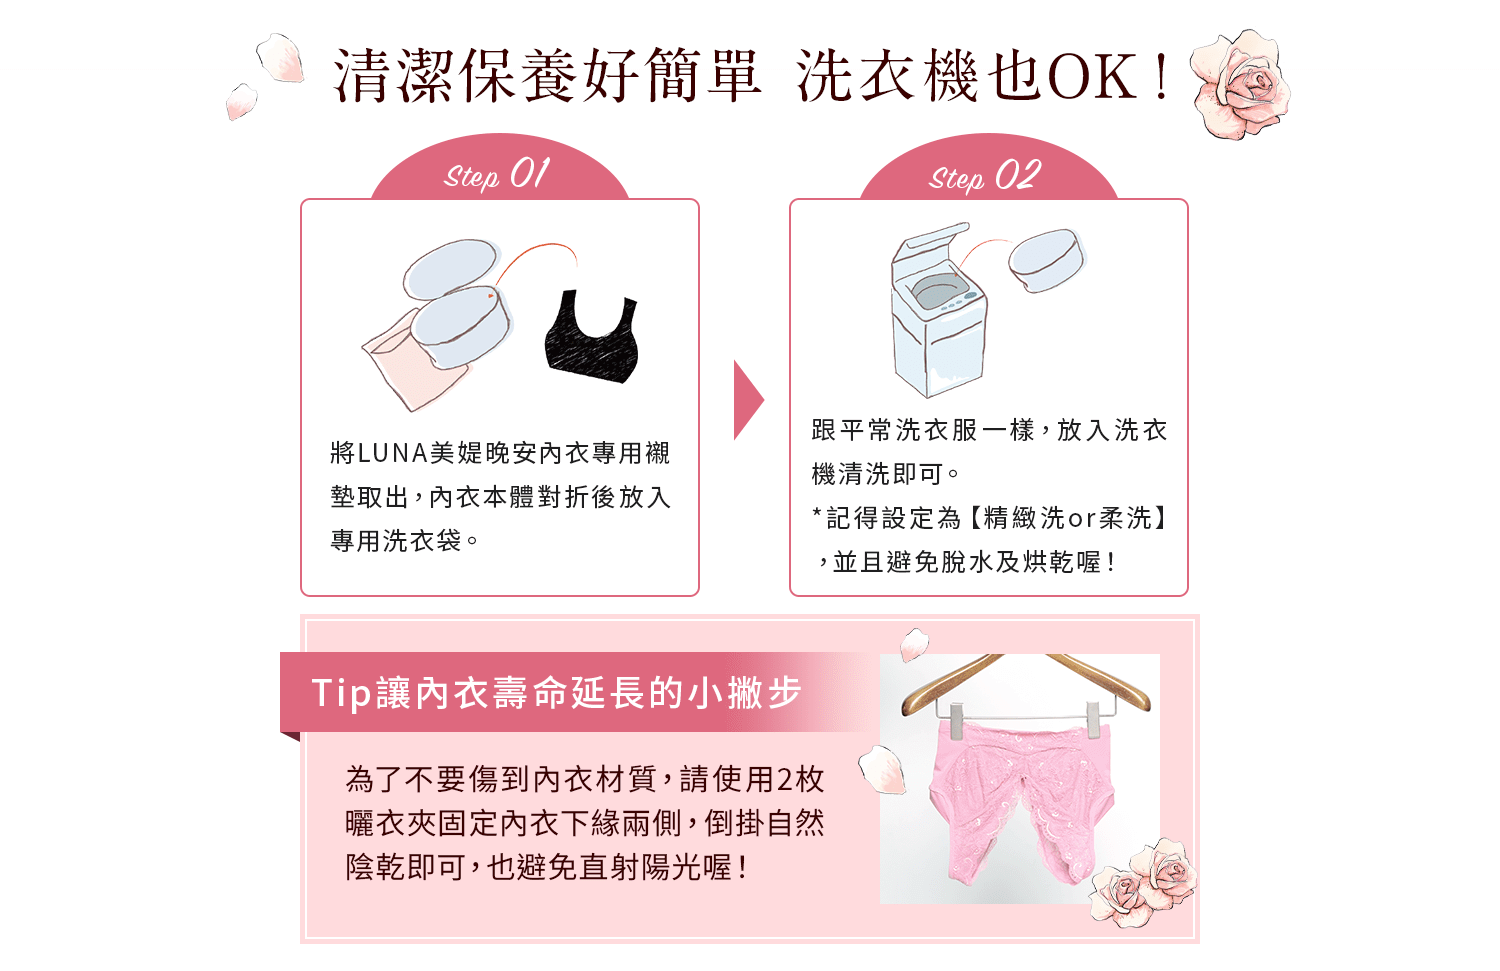 清潔保養好簡單 洗衣機也OK！
Step 01
將LUNA美媞晚安內衣專用襯
墊取出，內衣本體對折後放入
專用洗衣袋。
Step 02
跟平常洗衣服一樣，放入洗衣
機清洗即可。
*記得設定為【精緻洗or柔洗】
，並且避免脫水及烘乾喔！
Tip讓內衣壽命延長的小撇步
為了不要傷到內衣材質，請使用2枚
曬衣夾固定內衣下緣兩側，倒掛自然
陰乾即可，也避免直射陽光喔！